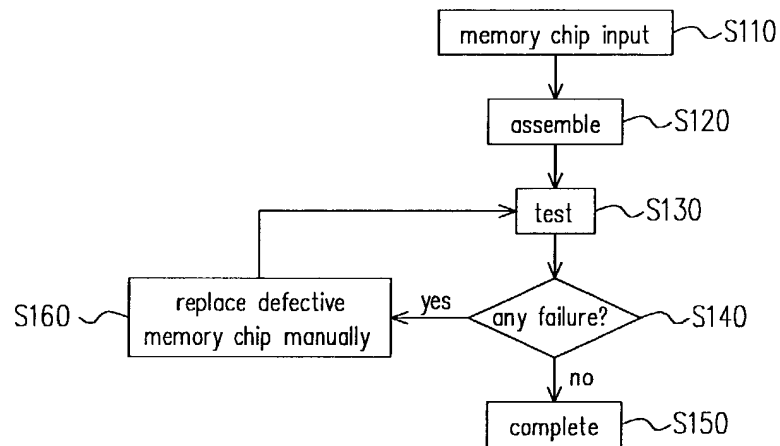 memory chip input S110
assemble S120
test S130
S160 replace defective
memory chip manually
yes
any failure? S140
no
complete S150